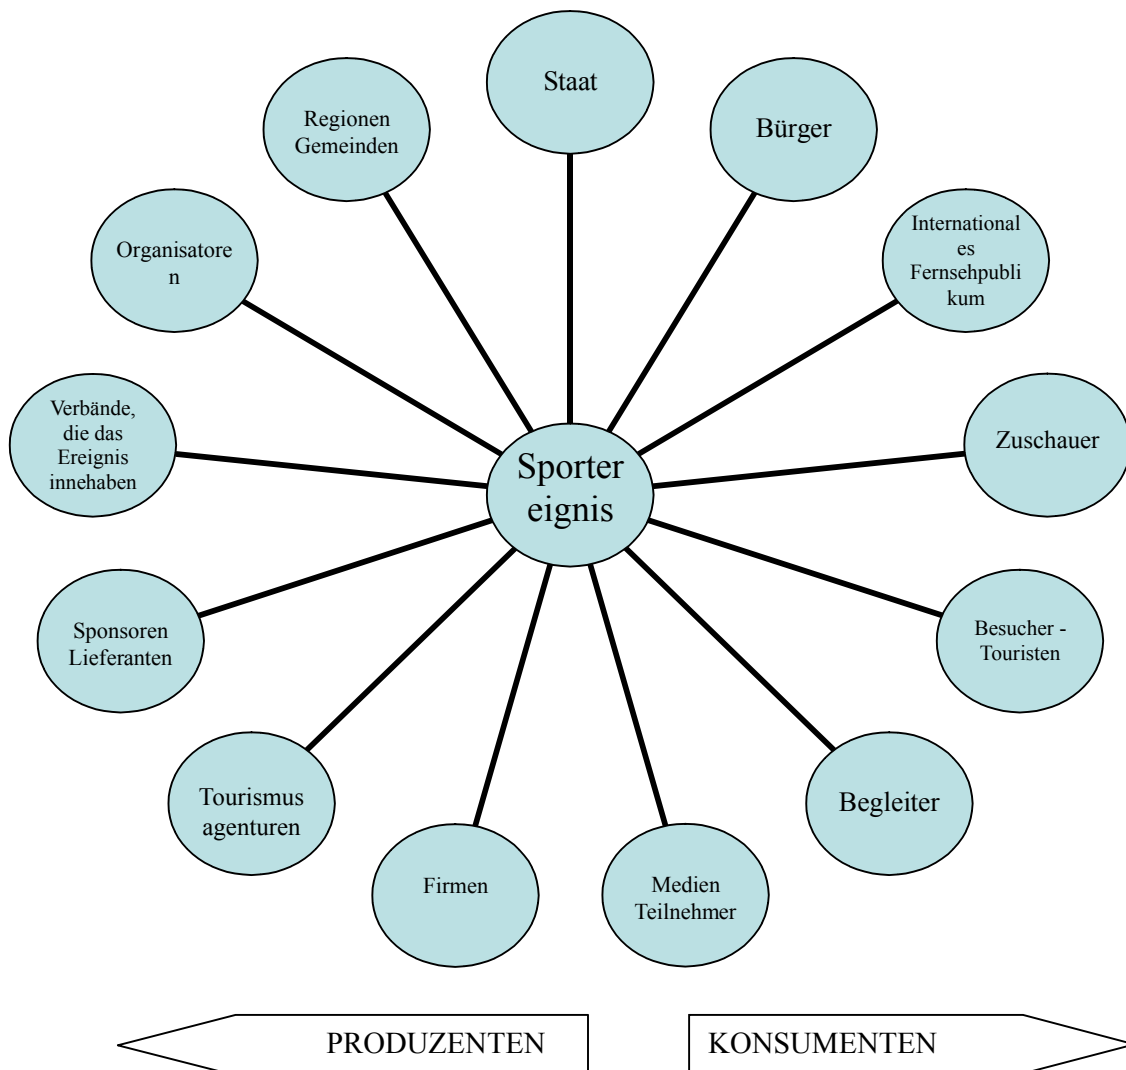 Staat
Regionen
Gemeinden
Bürger
Organisatore
n
International
es
Fernsehpubli
kum
Verbände,
die das
Ereignis
innehaben
Zuschauer
Sporter
eignis
Sponsoren
Lieferanten
Besucher -
Touristen
Tourismus
agenturen
Begleiter
Firmen
Medien
Teilnehmer
PRODUZENTEN
KONSUMENTEN